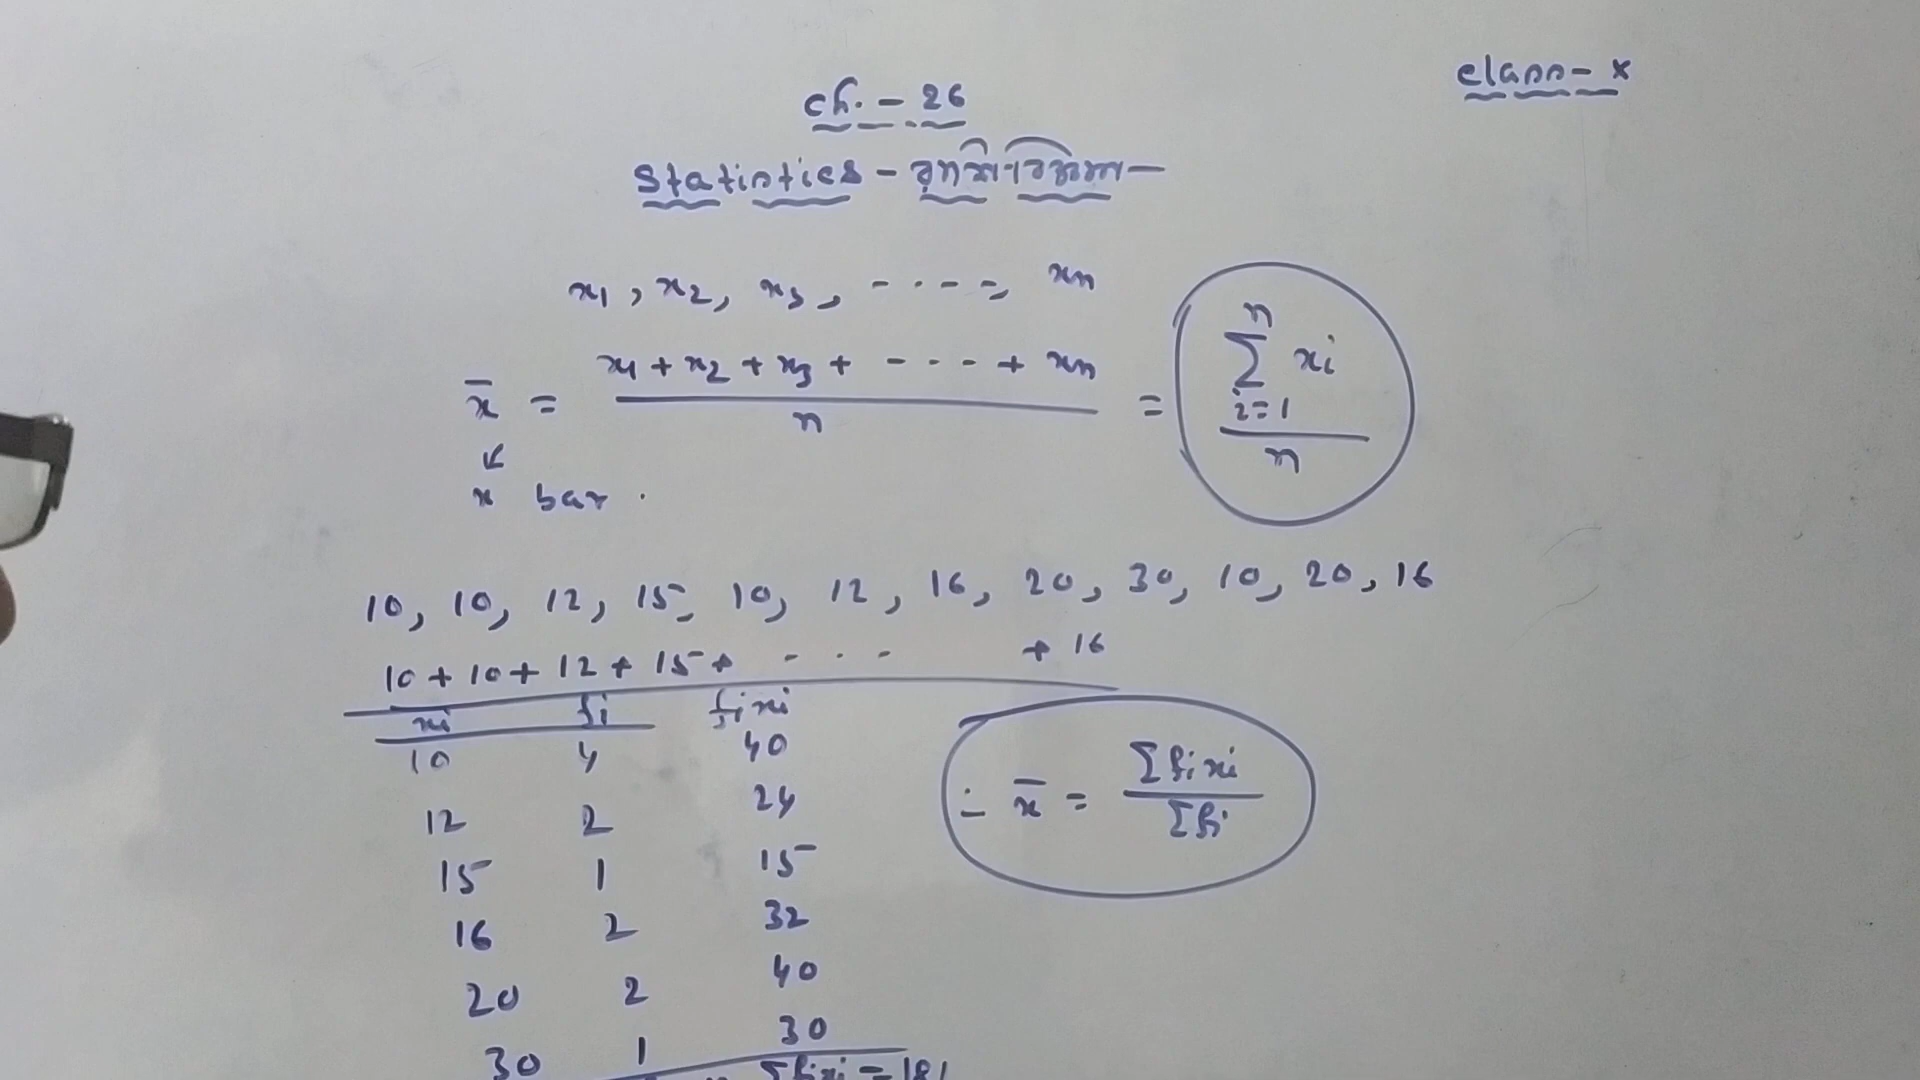 class - x
ch. - 26
Statistics -
x1, x2, x3, - . - - =, xn
x̄ = x1 + x2 + x3 + - - . - + xn / n = n Σ i=1 xi / n
x bar .
10, 10, 12, 15, 10, 12, 16, 20, 30, 10, 20, 16
10 + 10 + 12 + 15 + - . . - + 16
xi fi fixi
10 4 40
12 2 24
15 1 15
∴ x̄ = Σfixi / Σfi
16 2 32
20 2 40
30 1 30
Σfixi = 181